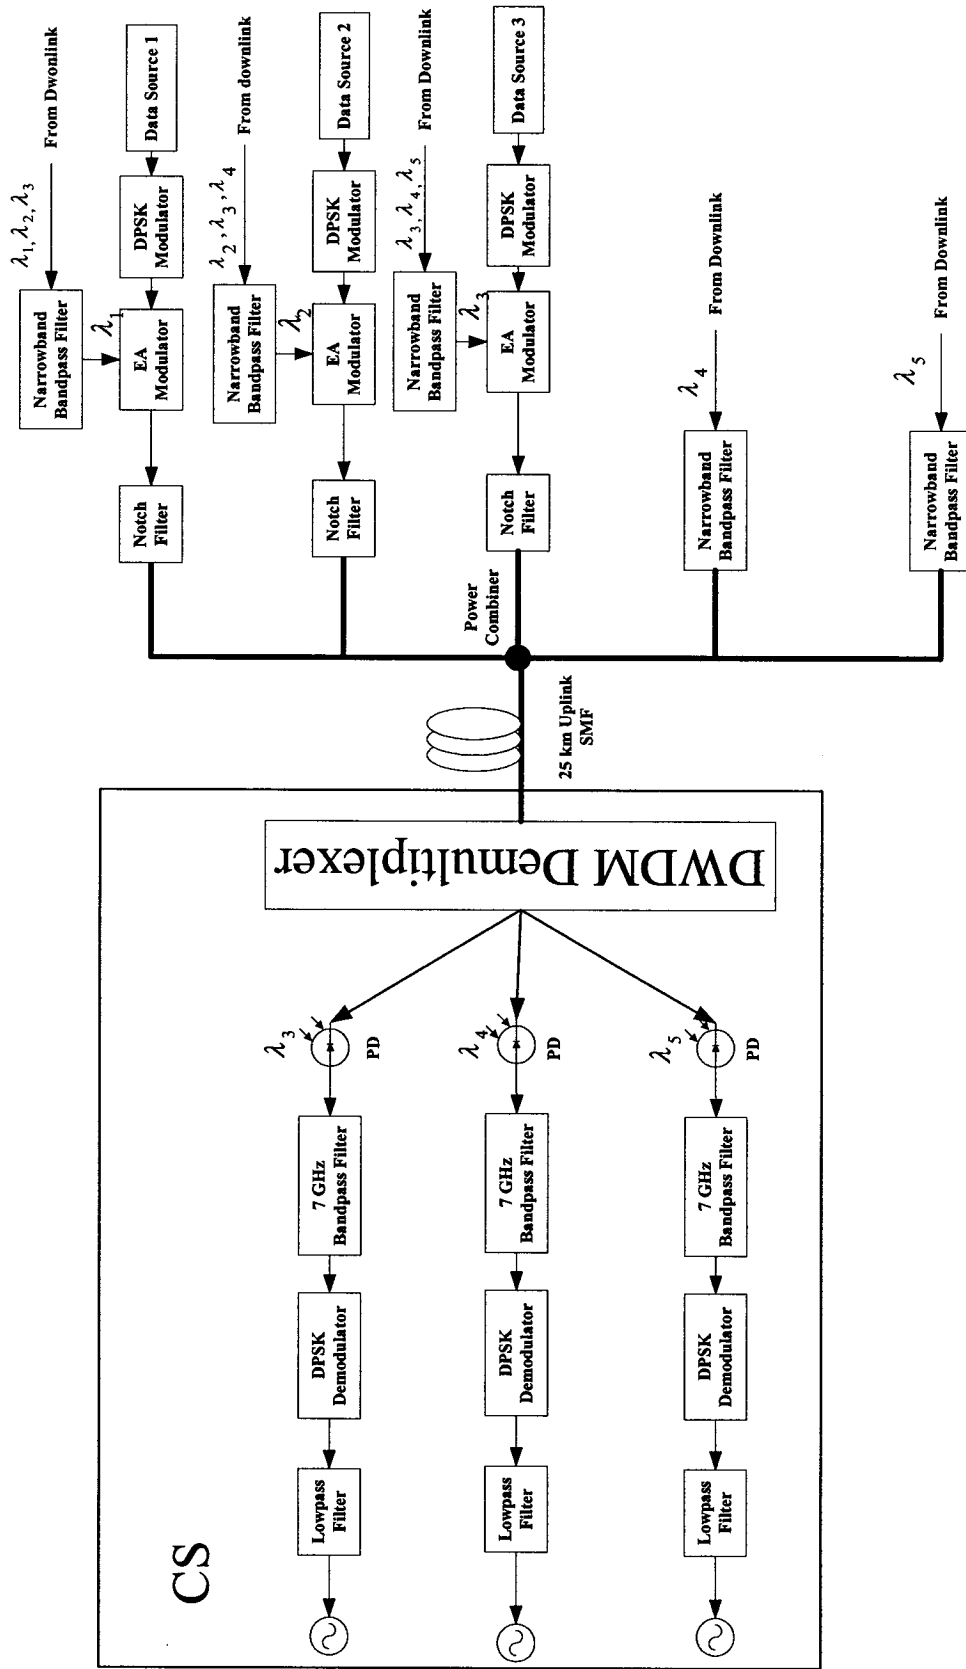 λ1, λ2, λ3
From Dwonlink
Narrowband
Bandpass Filter
λ1
Data Source 1
DPSK
Modulator
EA
Modulator
Notch
Filter
λ2, λ3, λ4
From downlink
Narrowband
Bandpass Filter
λ2
Data Source 2
DPSK
Modulator
EA
Modulator
Notch
Filter
λ3, λ4, λ5
From Downlink
Narrowband
Bandpass Filter
λ3
Data Source 3
DPSK
Modulator
EA
Modulator
Notch
Filter
λ4
From Downlink
Narrowband
Bandpass Filter
λ5
From Downlink
Narrowband
Bandpass Filter
Power
Combiner
25 km Uplink
SMF
DWDM Demultiplexer
CS
λ3
PD
7 GHz
Bandpass Filter
DPSK
Demodulator
Lowpass
Filter
λ4
PD
7 GHz
Bandpass Filter
DPSK
Demodulator
Lowpass
Filter
λ5
PD
7 GHz
Bandpass Filter
DPSK
Demodulator
Lowpass
Filter